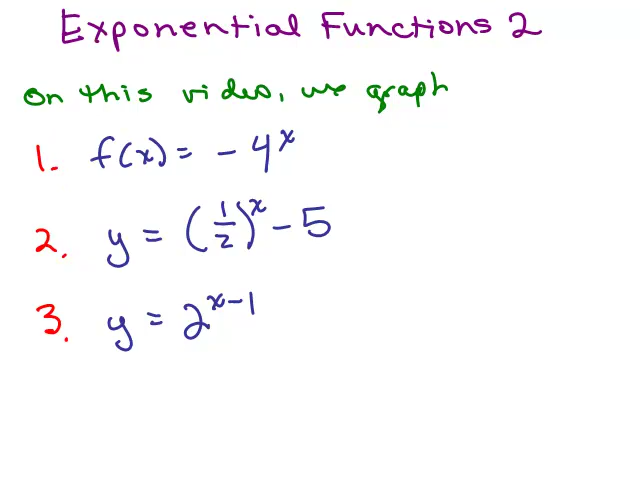 Exponential Functions 2
On this video, we graph
1. f(x) = - 4^x
2. y = (1/2)^x - 5
3. y = 2^{x-1}